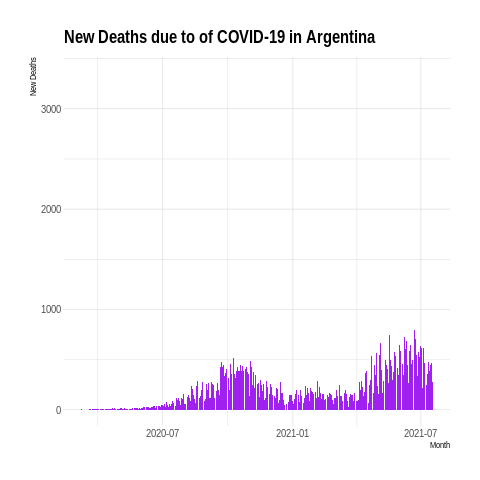 New Deaths due to of COVID-19 in Argentina
New Deaths
3000
2000
1000
0
2020-07
2021-01
2021-07
Month